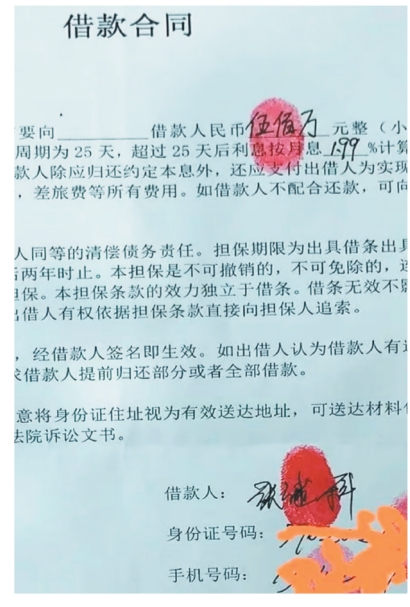 借款合同
要向________借款人民币伍佰万元整（小
周期为25天，超过25天后利息按月息 1.99 %计算
款人除应归还约定本息外，还应支付出借人为实现
，差旅费等所有费用。如借款人不配合还款，可向
人同等的清偿债务责任。担保期限为出具借条出具
后两年时止。本担保是不可撤销的，不可免除的，连
担保。本担保条款的效力独立于借条。借条无效不影
出借人有权依据担保条款直接向担保人追索。
，经借款人签名即生效。如出借人认为借款人有
求借款人提前归还部分或者全部借款。
意将身份证住址视为有效送达地址，可送达材料
法院诉讼文书。
借款人：张继科
身份证号码：
手机号码：